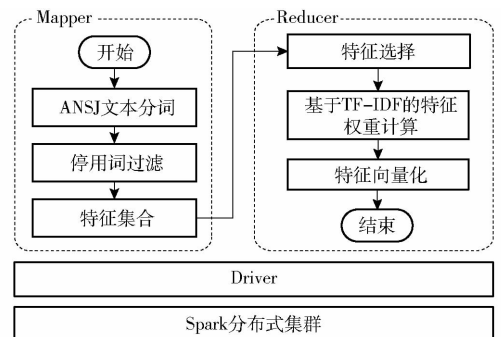 Mapper
开始
ANSJ文本分词
停用词过滤
特征集合
Reducer
特征选择
基于TF-IDF的特征
权重计算
特征向量化
结束
Driver
Spark分布式集群